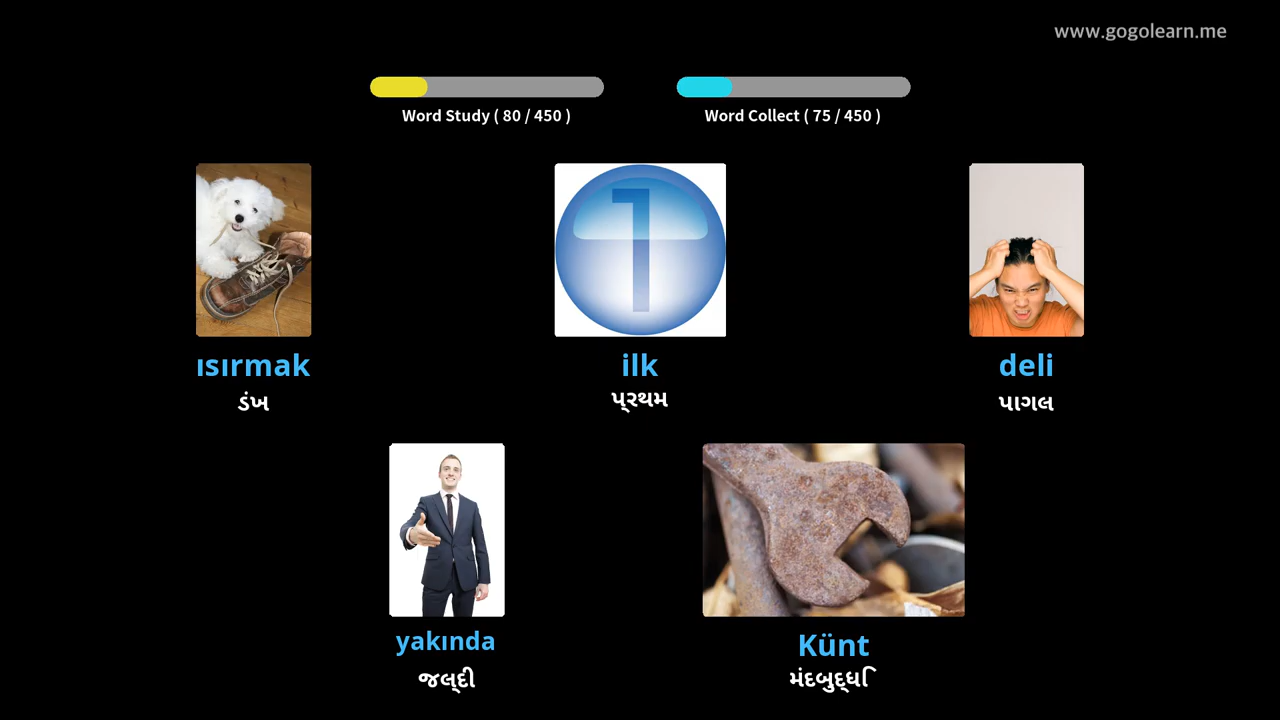 www.gogolearn.me
Word Study ( 80 / 450 )
Word Collect ( 75 / 450 )
1
ısırmak
ilk
deli
ડંખ
પ્રથમ
પાગલ
yakında
Künt
જલ્દી
મંદબુદ્ધિ